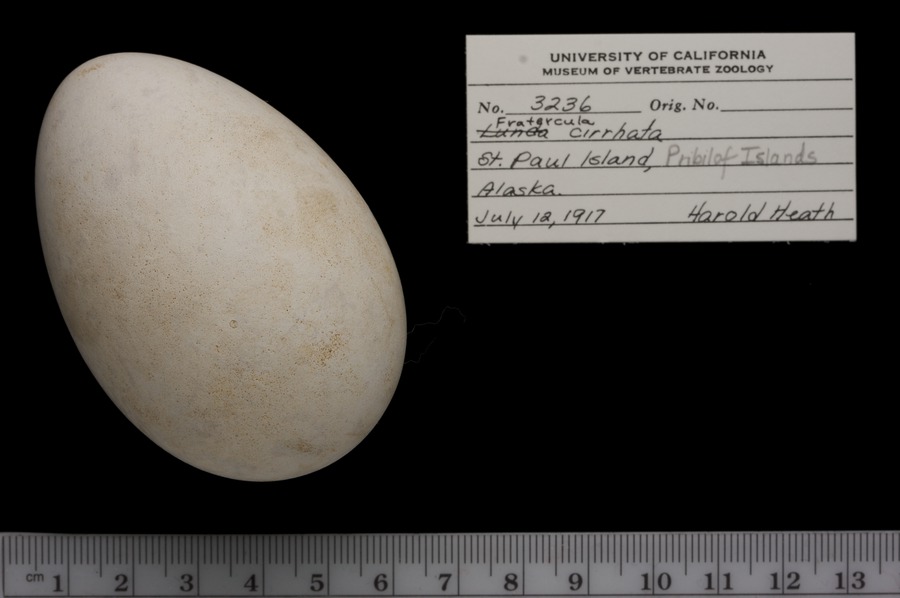 UNIVERSITY OF CALIFORNIA
MUSEUM OF VERTEBRATE ZOOLOGY
No. 3236 Orig. No.
Fratercula
Lunda cirrhata
St. Paul Island, Pribilof Islands
Alaska.
July 12, 1917 Harold Heath
cm 1 2 3 4 5 6 7 8 9 10 11 12 13